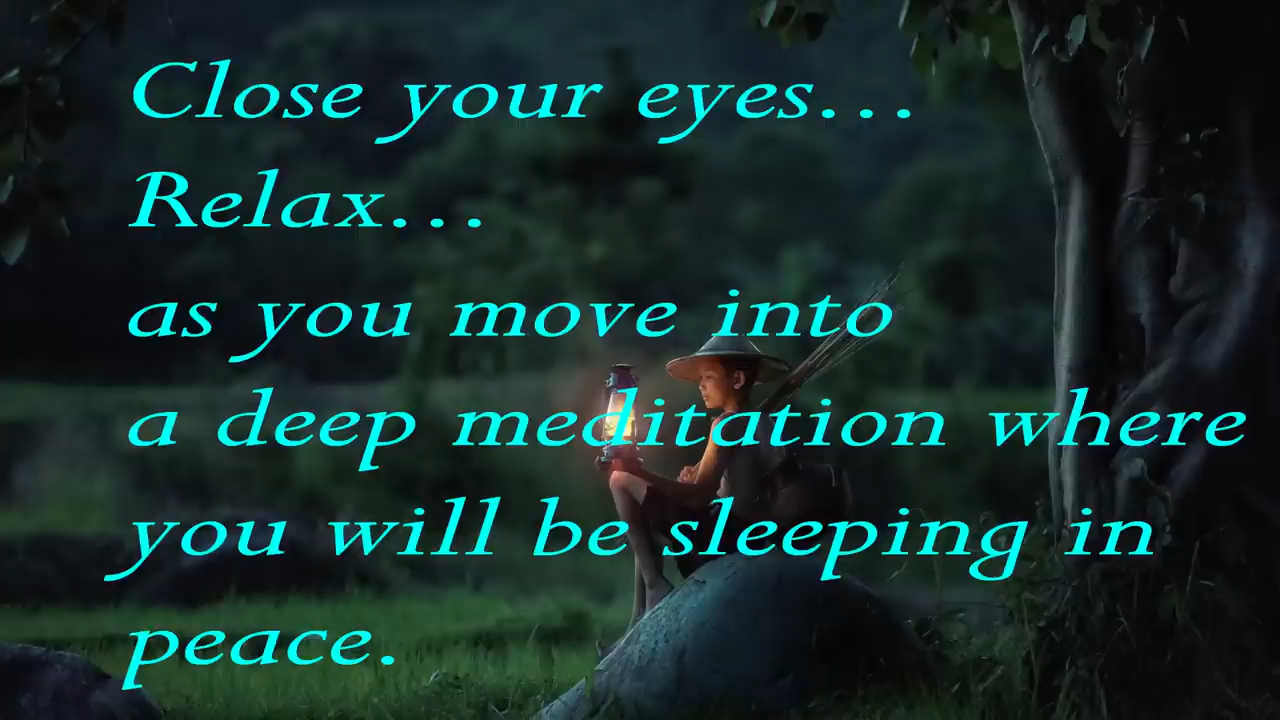 Close your eyes...
Relax...
as you move into
a deep meditation where
you will be sleeping in
peace.